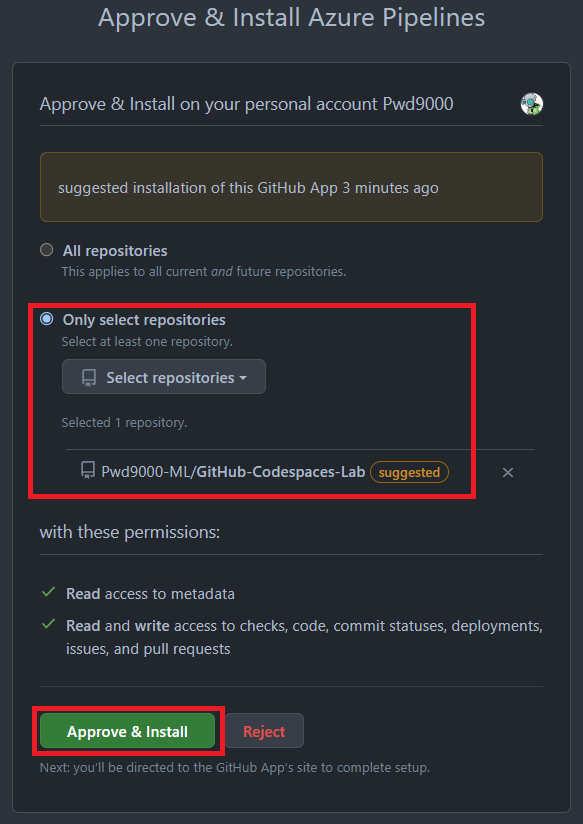 Approve & Install Azure Pipelines
Approve & Install on your personal account Pwd9000
suggested installation of this GitHub App 3 minutes ago
All repositories
This applies to all current and future repositories.
Only select repositories
Select at least one repository.
Select repositories
Selected 1 repository.
Pwd9000-ML/GitHub-Codespaces-Lab suggested
with these permissions:
Read access to metadata
Read and write access to checks, code, commit statuses, deployments,
issues, and pull requests
Approve & Install Reject
Next: you'll be directed to the GitHub App's site to complete setup.